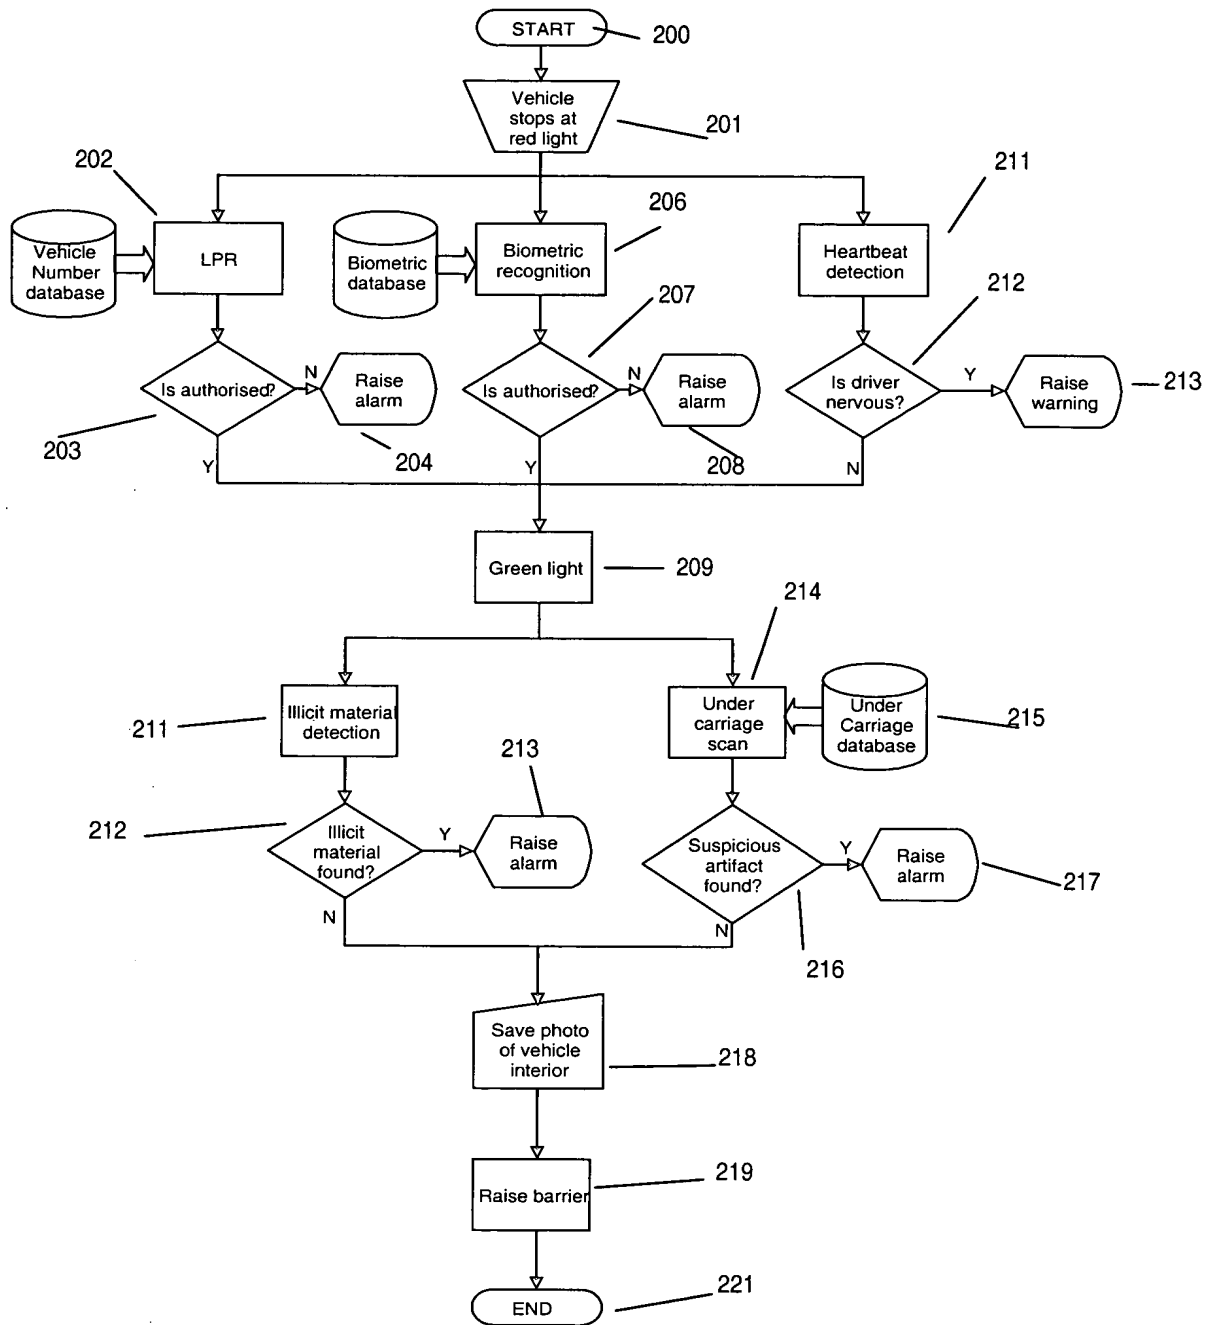 START
200
Vehicle
stops at
red light
201
202
206
211
Vehicle
Number
database
LPR
Biometric
database
Biometric
recognition
Heartbeat
detection
207
212
Is authorised?
N
Raise
alarm
Is authorised?
N
Raise
alarm
Is driver
nervous?
Y
Raise
warning
213
203
204
208
Y
Y
N
Green light
209
214
211
Illicit material
detection
Under
carriage
scan
Under
Carriage
database
215
213
212
Illicit
material
found?
Y
Raise
alarm
Suspicious
artifact
found?
Y
Raise
alarm
217
N
N
216
Save photo
of vehicle
interior
218
Raise barrier
219
END
221